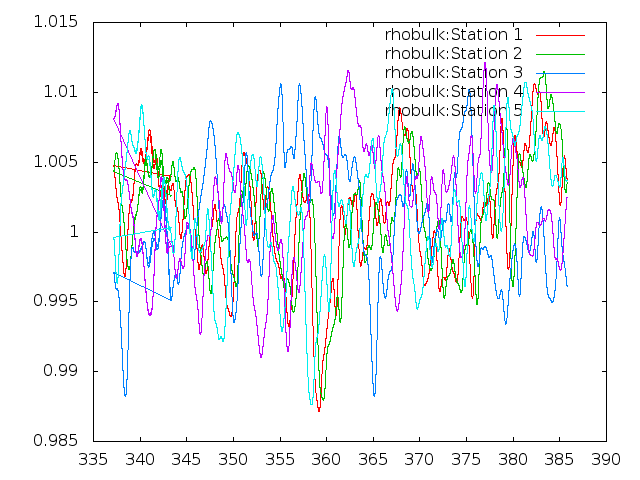 1.015
1.01
1.005
1
0.995
0.99
0.985
335 340 345 350 355 360 365 370 375 380 385 390
rhobulk:Station 1
rhobulk:Station 2
rhobulk:Station 3
rhobulk:Station 4
rhobulk:Station 5